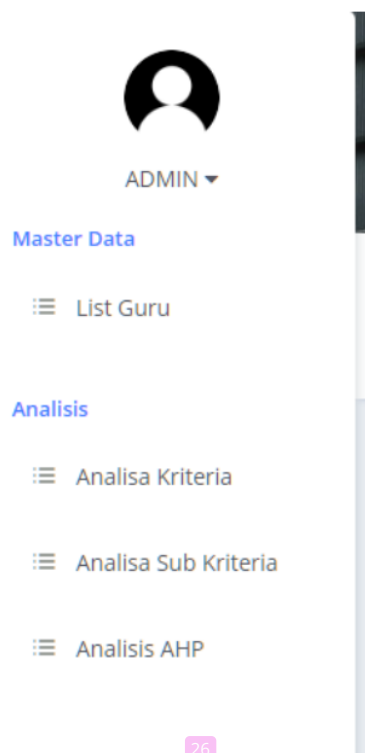 ADMIN
Master Data
List Guru
Analisis
Analisa Kriteria
Analisa Sub Kriteria
Analisis AHP
26